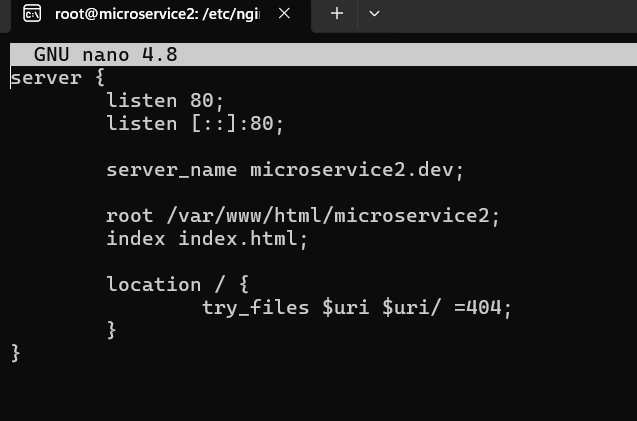 root@microservice2: /etc/ngi
GNU nano 4.8
server {
listen 80;
listen [::]:80;
server_name microservice2.dev;
root /var/www/html/microservice2;
index index.html;
location / {
try_files $uri $uri/ =404;
}
}